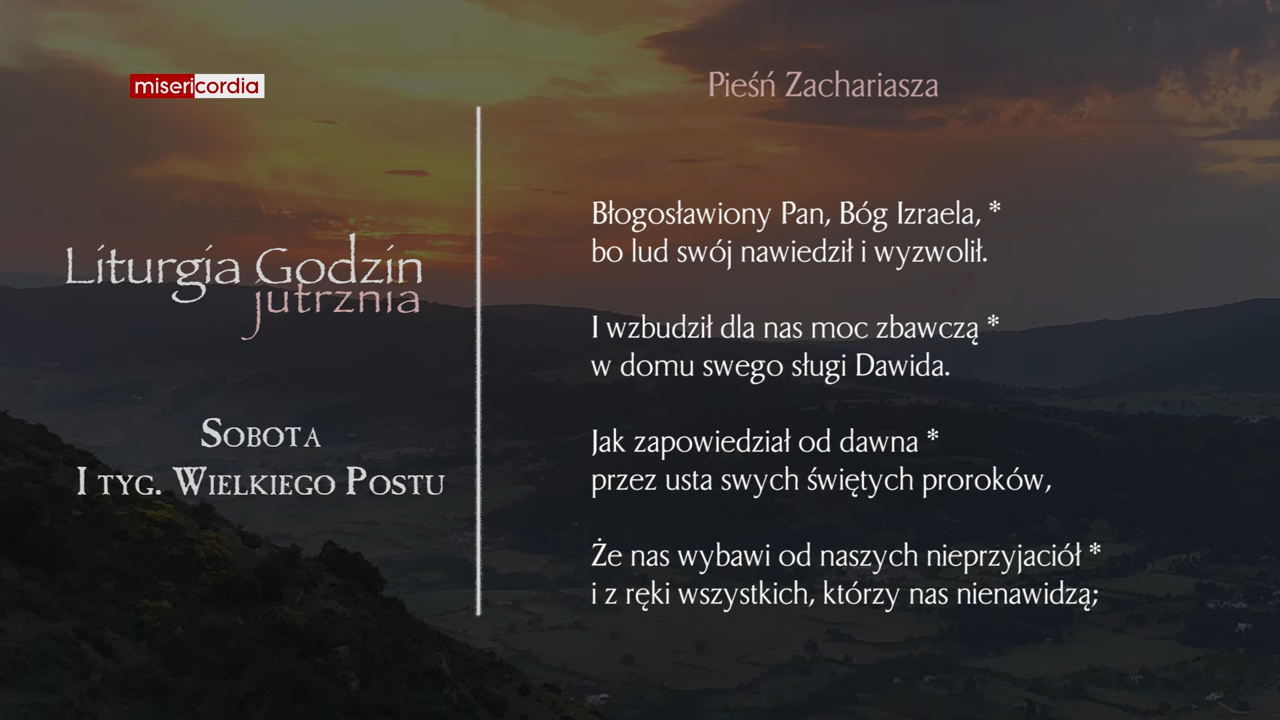 misericordia
Liturgia Godzin
jutrznia
Sobota
I tyg. Wielkiego Postu
Pieśń Zachariasza
Błogosławiony Pan, Bóg Izraela, *
bo lud swój nawiedził i wyzwolił.
I wzbudził dla nas moc zbawczą *
w domu swego sługi Dawida.
Jak zapowiedział od dawna *
przez usta swych świętych proroków,
Że nas wybawi od naszych nieprzyjaciół *
i z ręki wszystkich, którzy nas nienawidzą;